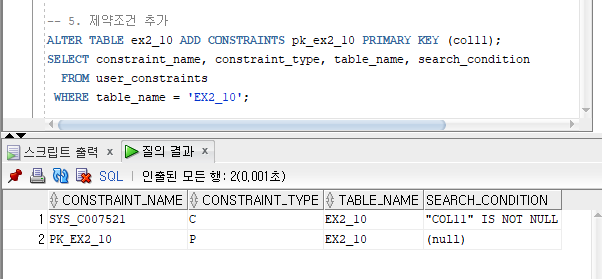 -- 5. 제약조건 추가
ALTER TABLE ex2_10 ADD CONSTRAINTS pk_ex2_10 PRIMARY KEY (col11);
SELECT constraint_name, constraint_type, table_name, search_condition
FROM user_constraints
WHERE table_name = 'EX2_10';
스크립트 출력 x 질의 결과 x
SQL | 인출된 모든 행: 2(0,001초)
CONSTRAINT_NAME CONSTRAINT_TYPE TABLE_NAME SEARCH_CONDITION
1 SYS_C007521 C EX2_10 "COL11" IS NOT NULL
2 PK_EX2_10 P EX2_10 (null)